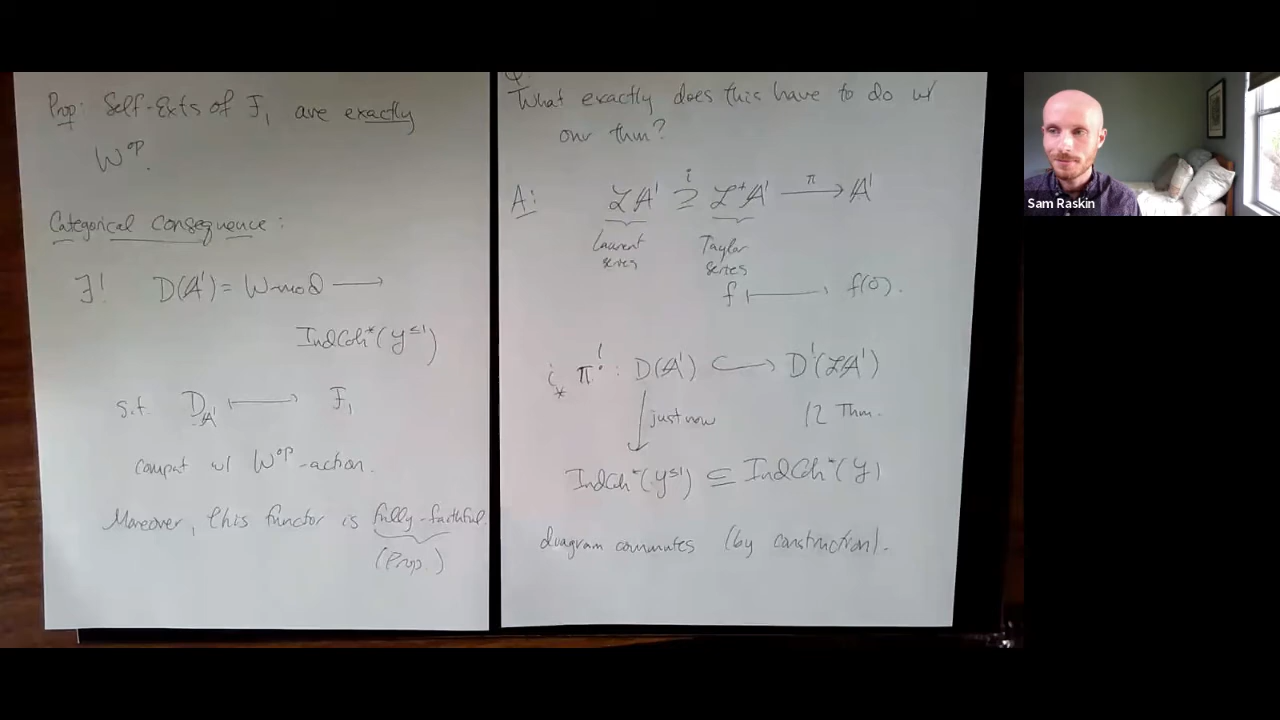 Prop: Self-Exts of F₁ are exactly
W^op.
Categorical Consequence:
∃! D(A¹) = W-mod ⟶
IndCoh*(Y^≤1)
s.t. D_A¹ ⟼ F₁
compat w/ W^op-action.
Moreover, this functor is fully-faithful.
(Prop.)
Q:
What exactly does this have to do w/
our thm?
A: 𝓛A¹ ⊇ 𝓛⁺A¹ ⟶ A¹
i π
Laurent series
Taylor series
f ⟼ f(0).
i_* π^! : D(A¹) ↪ D^!(𝓛A¹)
↓ just now
12 Thm.
IndCoh*(Y^≤1) ⊆ IndCoh*(Y)
diagram commutes (by construction).
Sam Raskin